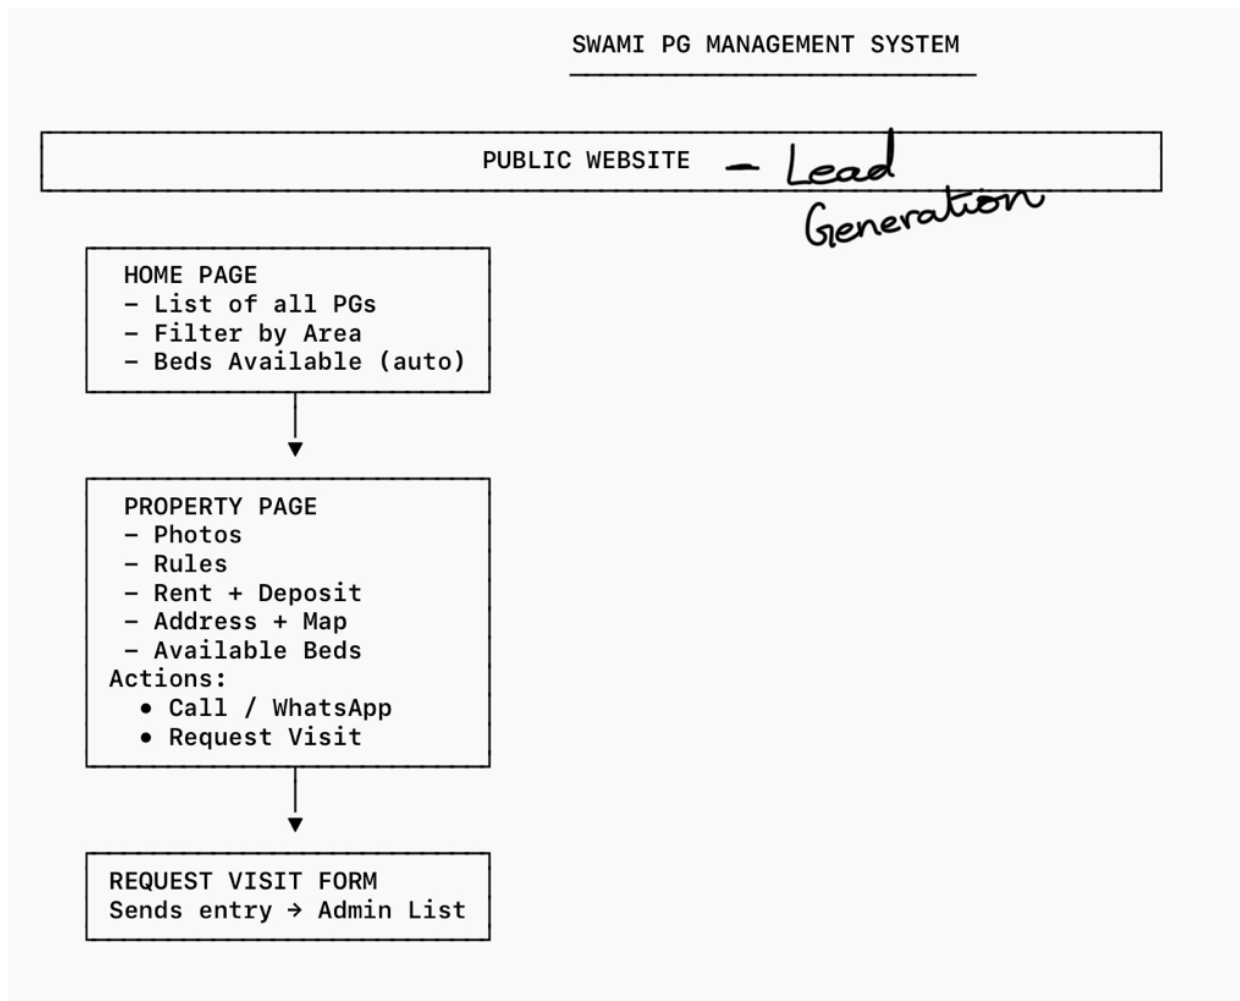 SWAMI PG MANAGEMENT SYSTEM
PUBLIC WEBSITE - Lead
Generation
HOME PAGE
- List of all PGs
- Filter by Area
- Beds Available (auto)
PROPERTY PAGE
- Photos
- Rules
- Rent + Deposit
- Address + Map
- Available Beds
Actions:
• Call / WhatsApp
• Request Visit
REQUEST VISIT FORM
Sends entry → Admin List